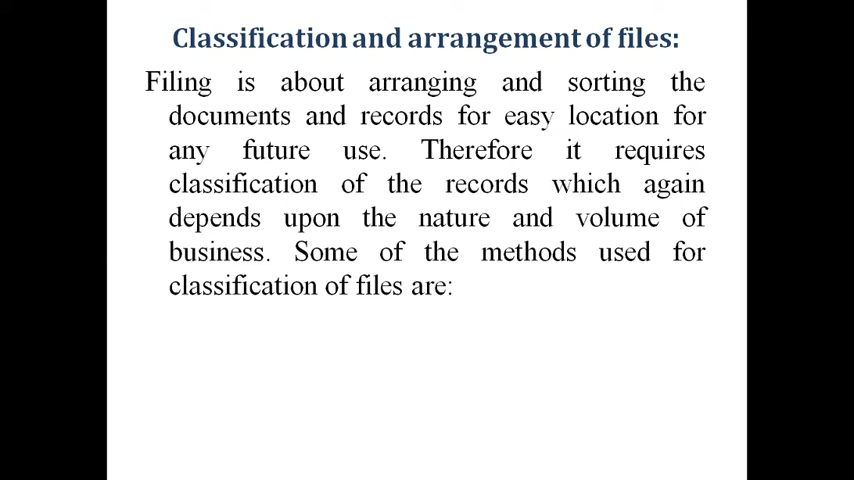 Classification and arrangement of files:
Filing is about arranging and sorting the
documents and records for easy location for
any future use. Therefore it requires
classification of the records which again
depends upon the nature and volume of
business. Some of the methods used for
classification of files are: